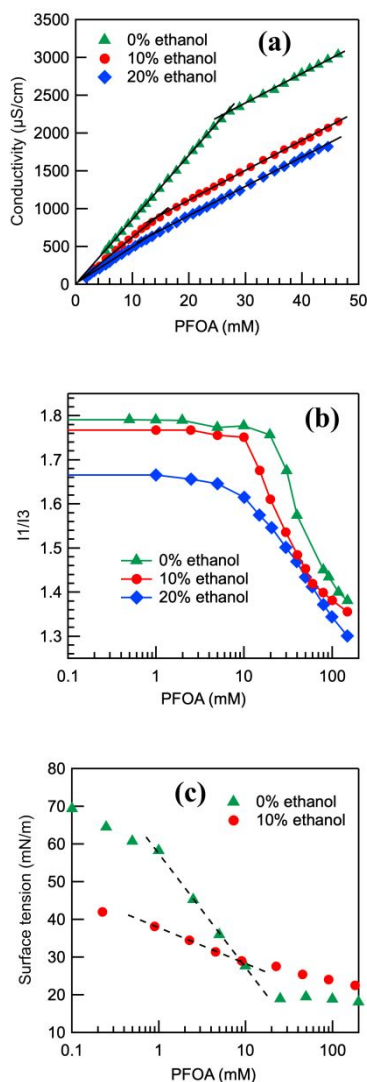 (a)
0% ethanol
10% ethanol
20% ethanol
3500
3000
2500
2000
1500
1000
500
0
Conductivity (µS/cm)
0 10 20 30 40 50
PFOA (mM)
(b)
1.8
1.7
1.6
1.5
1.4
1.3
I1/I3
0% ethanol
10% ethanol
20% ethanol
0.1 1 10 100
PFOA (mM)
(c)
80
70
60
50
40
30
20
10
Surface tension (mN/m)
0% ethanol
10% ethanol
0.1 1 10 100
PFOA (mM)